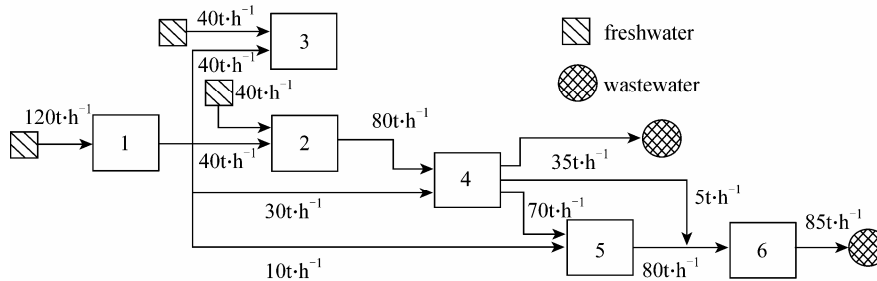 40t·h⁻¹
3
freshwater
40t·h⁻¹
40t·h⁻¹
wastewater
120t·h⁻¹
1
40t·h⁻¹
2
80t·h⁻¹
4
35t·h⁻¹
30t·h⁻¹
70t·h⁻¹
5t·h⁻¹
85t·h⁻¹
5
6
10t·h⁻¹
80t·h⁻¹